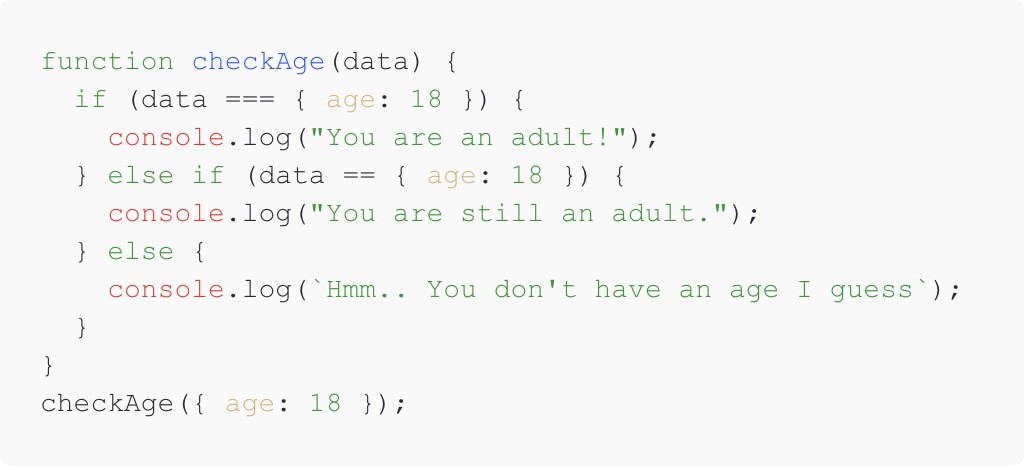 function checkAge(data) {
  if (data === { age: 18 }) {
    console.log("You are an adult!");
  } else if (data == { age: 18 }) {
    console.log("You are still an adult.");
  } else {
    console.log(`Hmm.. You don't have an age I guess`);
  }
}
checkAge({ age: 18 });